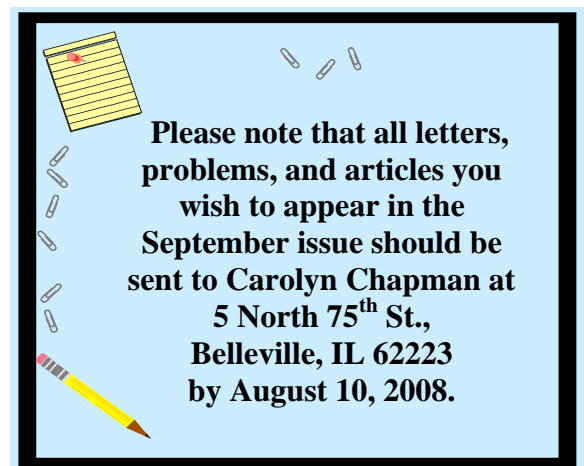 Please note that all letters,
problems, and articles you
wish to appear in the
September issue should be
sent to Carolyn Chapman at
5 North 75th St.,
Belleville, IL 62223
by August 10, 2008.